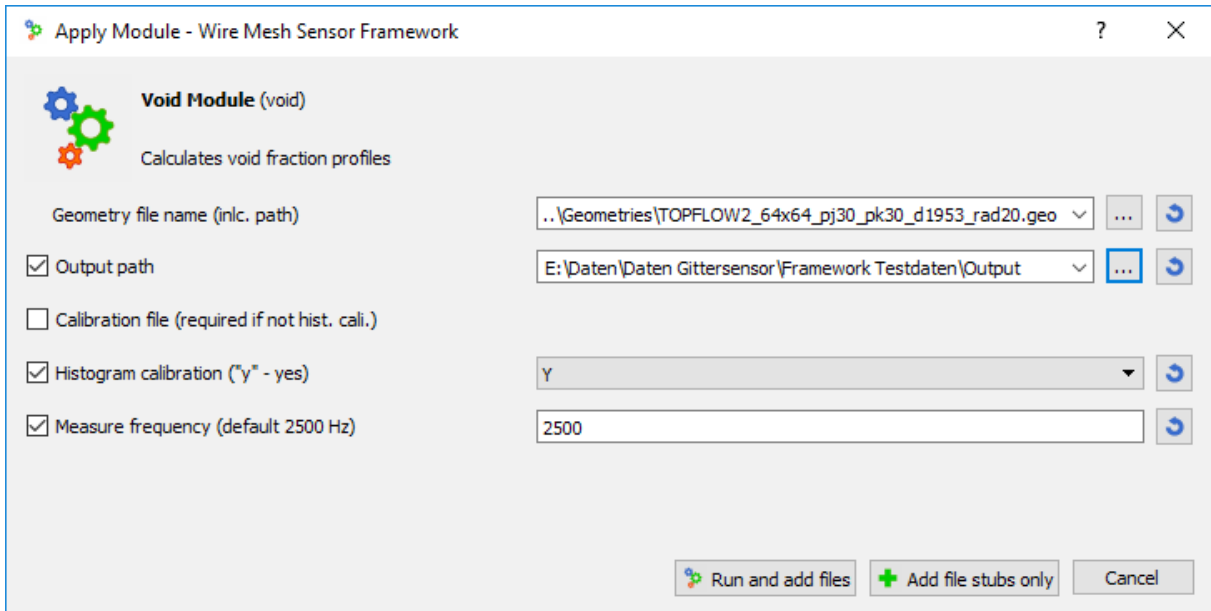 Apply Module - Wire Mesh Sensor Framework ?
Void Module (void)
Calculates void fraction profiles
Geometry file name (inlc. path) ..\Geometries\TOPFLOW2_64x64_pj30_pk30_d1953_rad20.geo ...
Output path E:\Daten\Daten Gittersensor\Framework Testdaten\Output ...
Calibration file (required if not hist. cali.)
Histogram calibration ("y" - yes) Y
Measure frequency (default 2500 Hz) 2500
Run and add files Add file stubs only Cancel